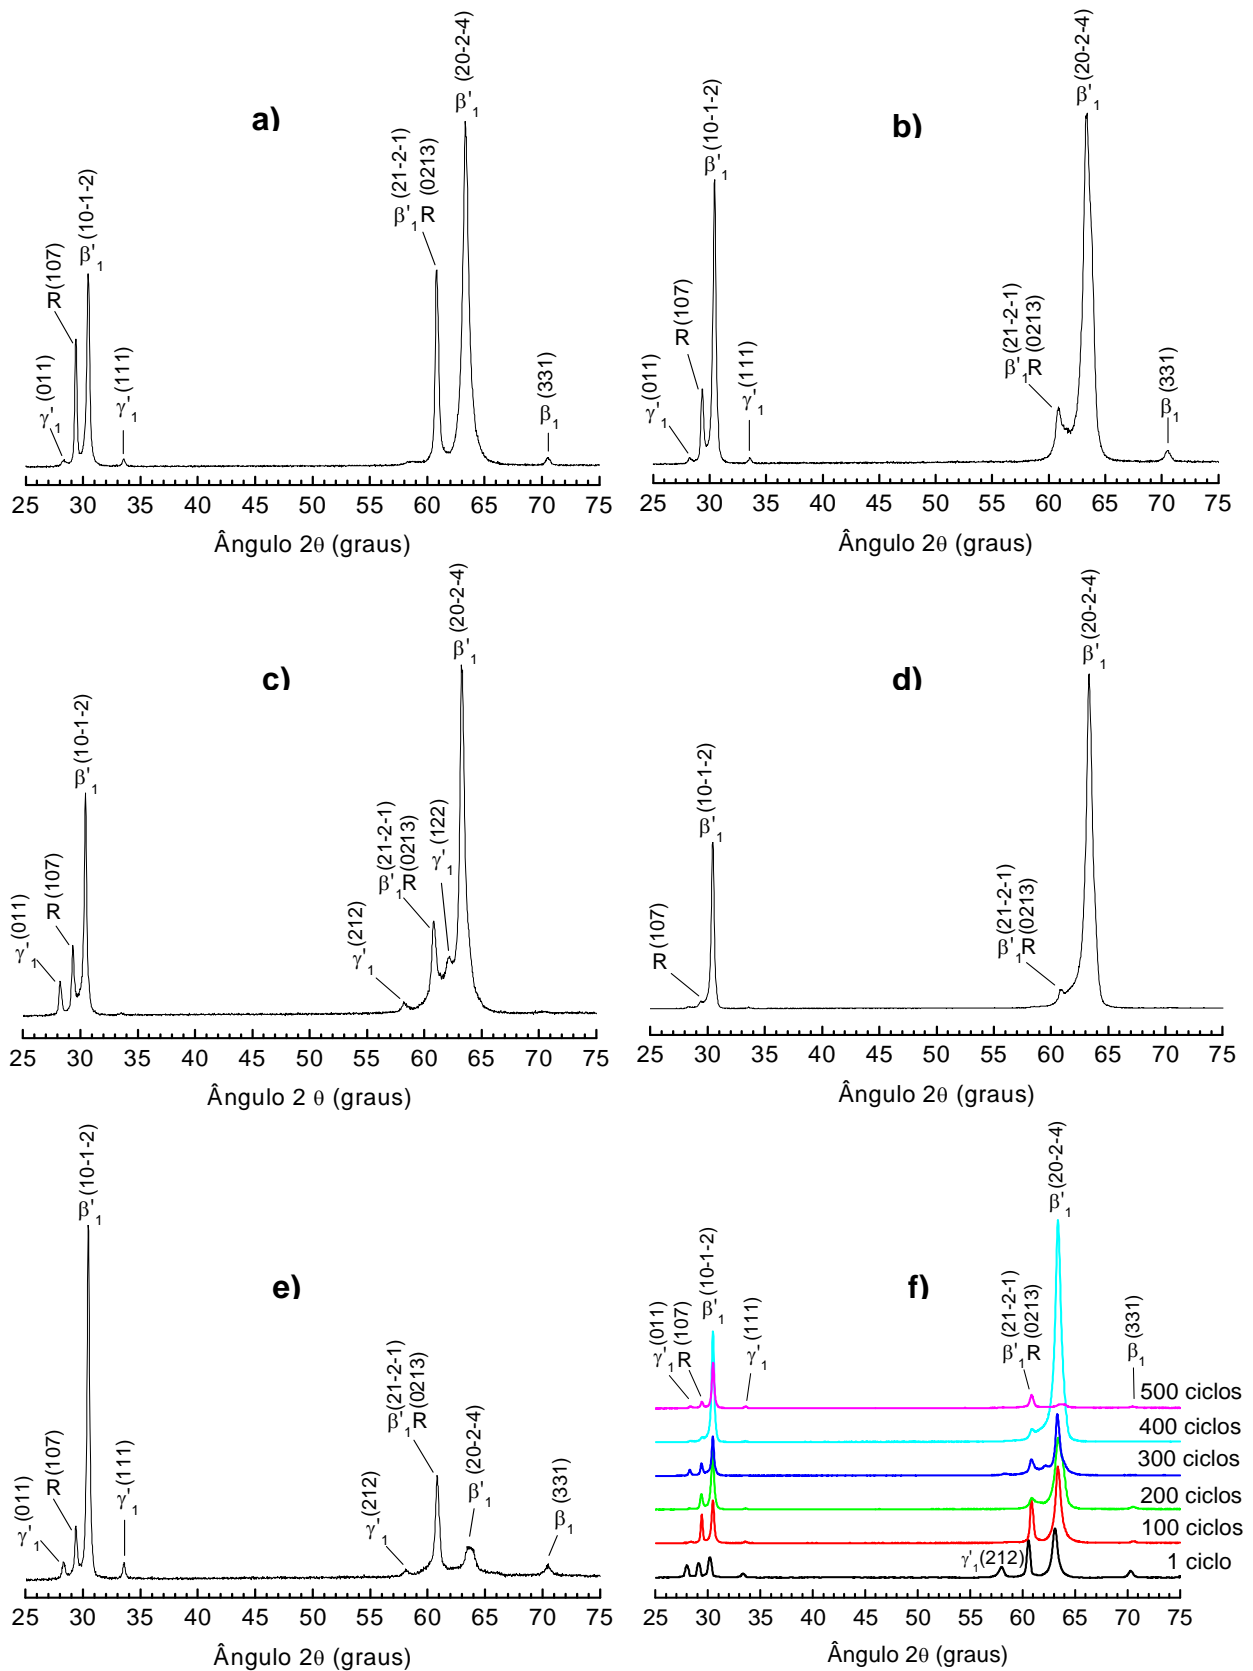 a)
γ'1(011)
R(107)
β'1(10-1-2)
γ'1(111)
β'1(21-2-1)
R(0213)
β'1(20-2-4)
β1(331)
25 30 35 40 45 50 55 60 65 70 75
Ângulo 2θ (graus)
b)
γ'1(011)
R(107)
β'1(10-1-2)
γ'1(111)
β'1(21-2-1)
R(0213)
β'1(20-2-4)
β1(331)
25 30 35 40 45 50 55 60 65 70 75
Ângulo 2θ (graus)
c)
γ'1(011)
R(107)
β'1(10-1-2)
γ'1(212)
β'1(21-2-1)
R(0213)
γ'1(122)
β'1(20-2-4)
25 30 35 40 45 50 55 60 65 70 75
Ângulo 2 θ (graus)
d)
R(107)
β'1(10-1-2)
β'1(21-2-1)
R(0213)
β'1(20-2-4)
25 30 35 40 45 50 55 60 65 70 75
Ângulo 2θ (graus)
e)
γ'1(011)
R(107)
β'1(10-1-2)
γ'1(111)
γ'1(212)
β'1(21-2-1)
R(0213)
β'1(20-2-4)
β1(331)
25 30 35 40 45 50 55 60 65 70 75
Ângulo 2θ (graus)
f)
γ'1(011)
R(107)
β'1(10-1-2)
γ'1(111)
β'1(21-2-1)
R(0213)
β'1(20-2-4)
β1(331)
500 ciclos
400 ciclos
300 ciclos
200 ciclos
100 ciclos
γ'1(212)
1 ciclo
25 30 35 40 45 50 55 60 65 70 75
Ângulo 2θ (graus)